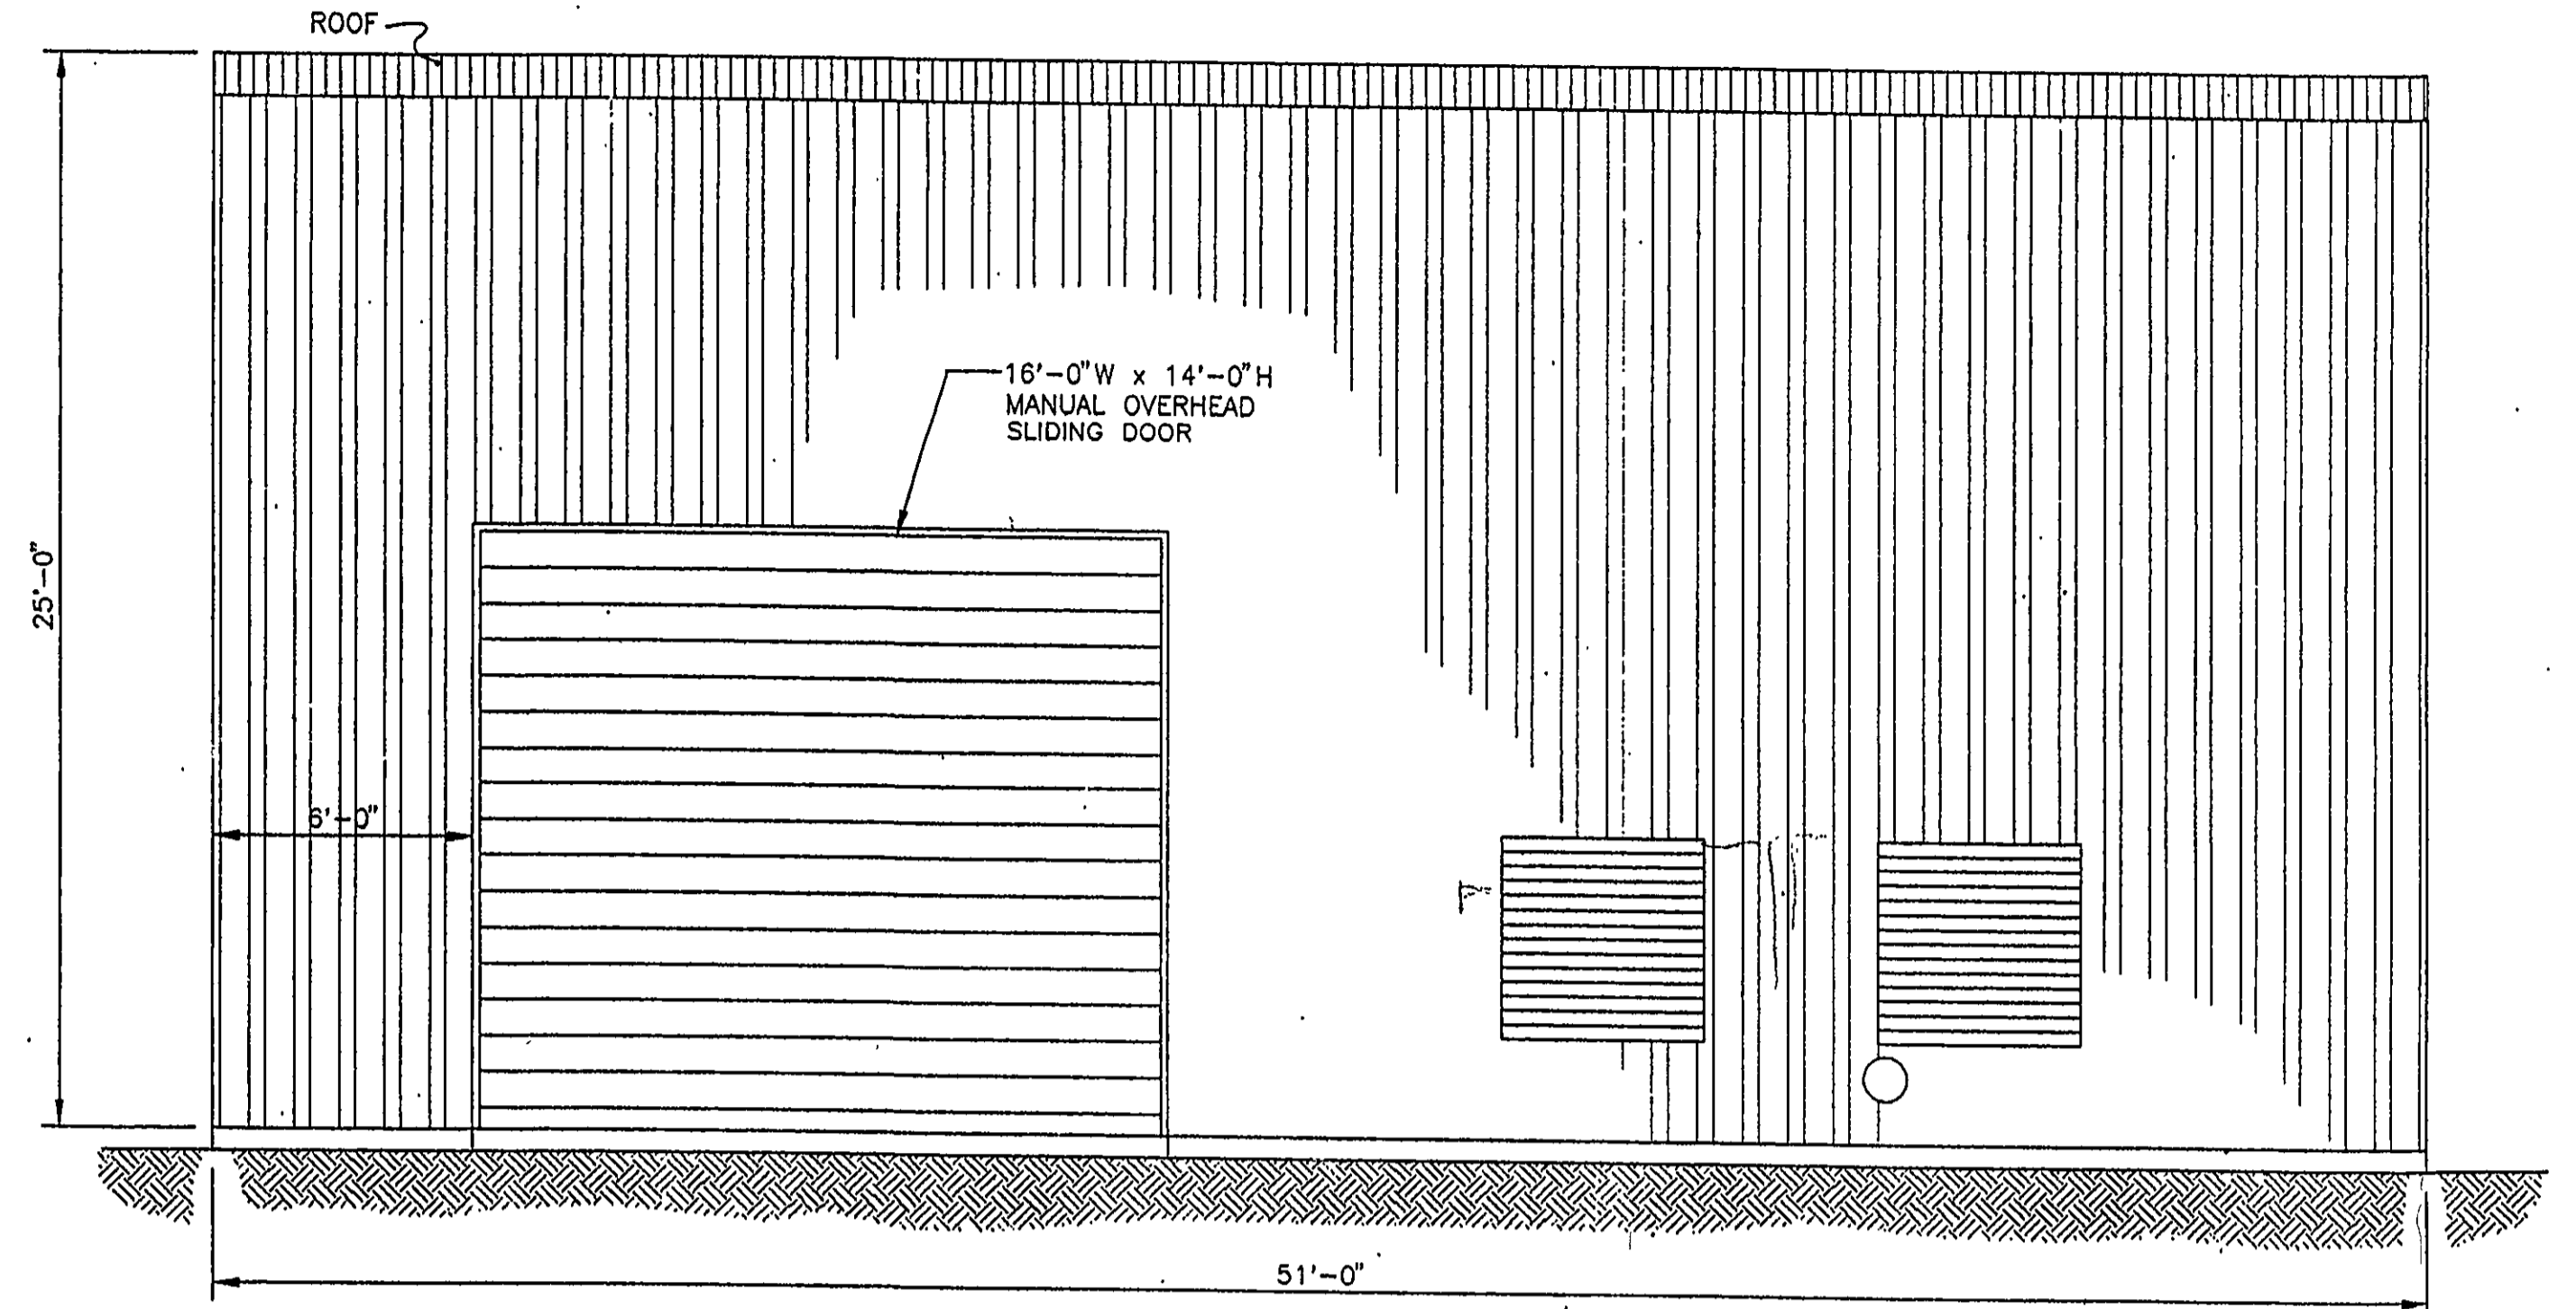 ROOF
16'-0"W x 14'-0"H
MANUAL OVERHEAD
SLIDING DOOR
25'-0"
6'-0"
51'-0"